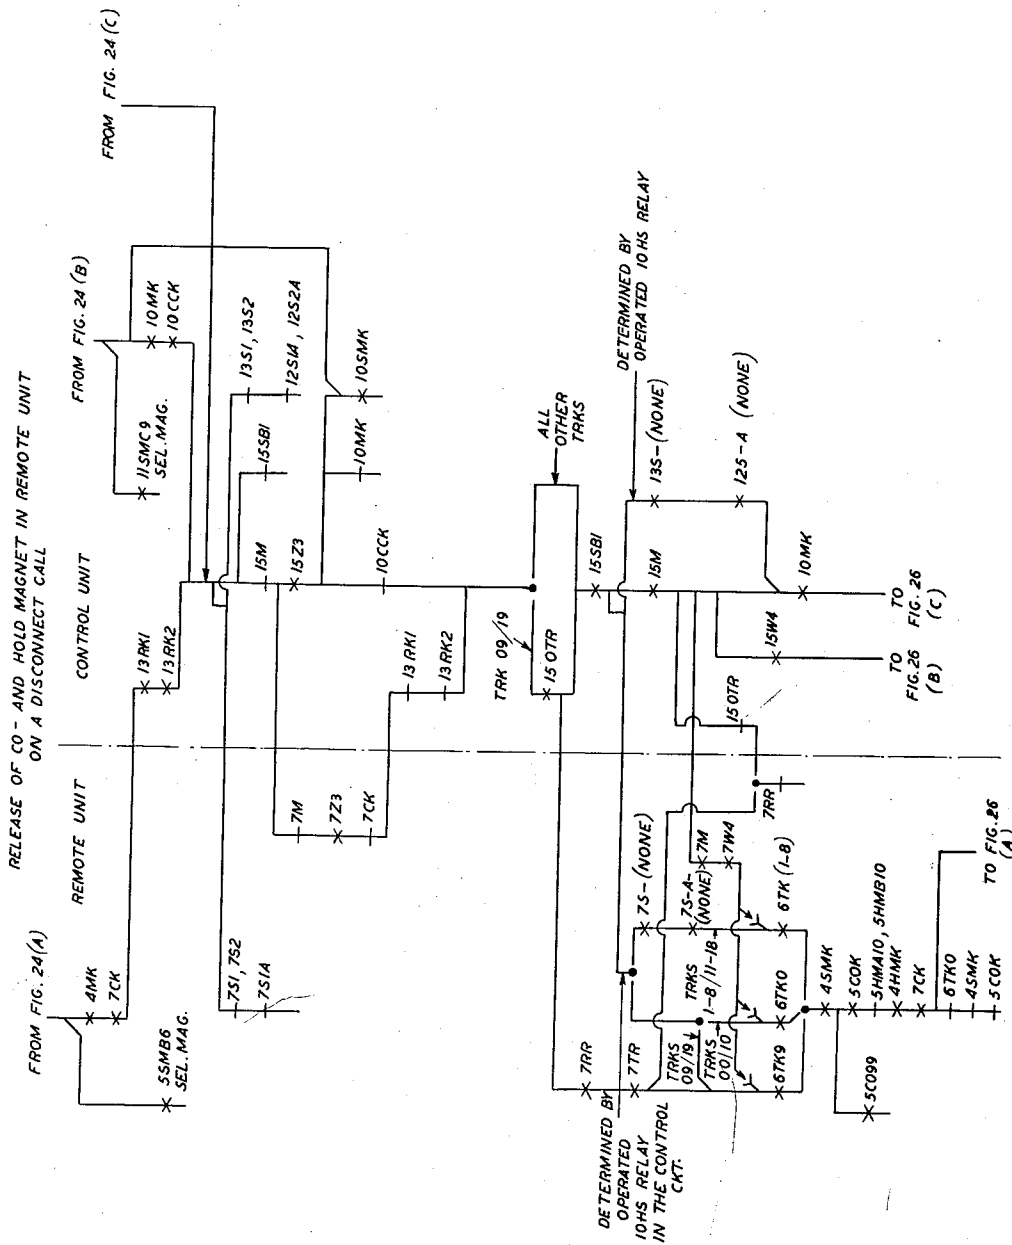 RELEASE OF CO- AND HOLD MAGNET IN REMOTE UNIT
ON A DISCONNECT CALL
REMOTE UNIT
CONTROL UNIT
FROM FIG. 24(A)
4MK
7CK
5SMB6
SEL.MAG.
13RK1
13RK2
FROM FIG. 24 (B)
10MK
10CCK
11SMC9
SEL.MAG.
FROM FIG. 24 (C)
7S1, 7S2
7S1A
15M
15Z3
15SB1
13S1, 13S2
12S1A, 12S2A
10MK
10SMK
10CCK
7M
7Z3
7CK
13RK1
13RK2
TRK 09/19
15OTR
ALL
OTHER
TRKS
15SB1
DETERMINED BY
OPERATED 10HS RELAY
13S-(NONE)
15M
12S-A (NONE)
10MK
15W4
15OTR
7RR
7RR
7TR
DETERMINED BY
OPERATED
10HS RELAY
IN THE CONTROL
CKT.
7S-(NONE)
7S-A-
(NONE)
7M
7W4
TRKS
1-8/11-18
TRKS
09/19
TRKS
00/10
6TK (1-8)
6TK0
6TK9
4SMK
5COK
5HMA10, 5HMB10
4HMK
7CK
5C099
6TK0
4SMK
5COK
TO FIG.26
(A)
TO
FIG.26
(B)
TO
FIG. 26
(C)